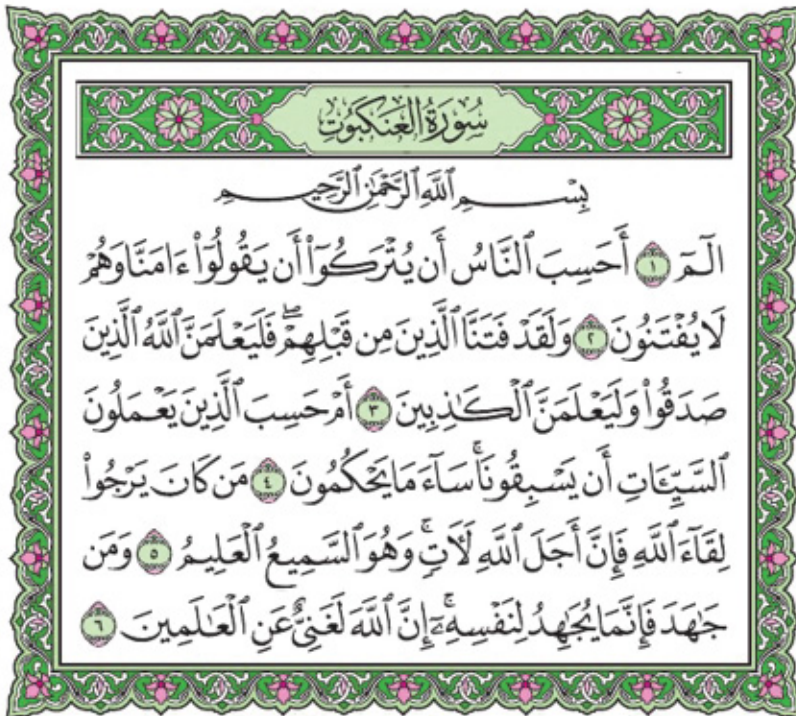 سُورَةُ العَنكَبُوتِ
بِسْمِ ٱللَّهِ ٱلرَّحْمَٰنِ ٱلرَّحِيمِ
الٓمٓ ١ أَحَسِبَ ٱلنَّاسُ أَن يُتْرَكُوٓا۟ أَن يَقُولُوٓا۟ ءَامَنَّا وَهُمْ
لَا يُفْتَنُونَ ٢ وَلَقَدْ فَتَنَّا ٱلَّذِينَ مِن قَبْلِهِمْ ۖ فَلَيَعْلَمَنَّ ٱللَّهُ ٱلَّذِينَ
صَدَقُوا۟ وَلَيَعْلَمَنَّ ٱلْكَٰذِبِينَ ٣ أَمْ حَسِبَ ٱلَّذِينَ يَعْمَلُونَ
ٱلسَّيِّـَٔاتِ أَن يَسْبِقُونَا ۚ سَآءَ مَا يَحْكُمُونَ ٤ مَن كَانَ يَرْجُوا۟
لِقَآءَ ٱللَّهِ فَإِنَّ أَجَلَ ٱللَّهِ لَءَاتٍ ۚ وَهُوَ ٱلسَّمِيعُ ٱلْعَلِيمُ ٥ وَمَن
جَٰهَدَ فَإِنَّمَا يُجَٰهِدُ لِنَفْسِهِۦٓ ۚ إِنَّ ٱللَّهَ لَغَنِىٌّ عَنِ ٱلْعَٰلَمِينَ ٦